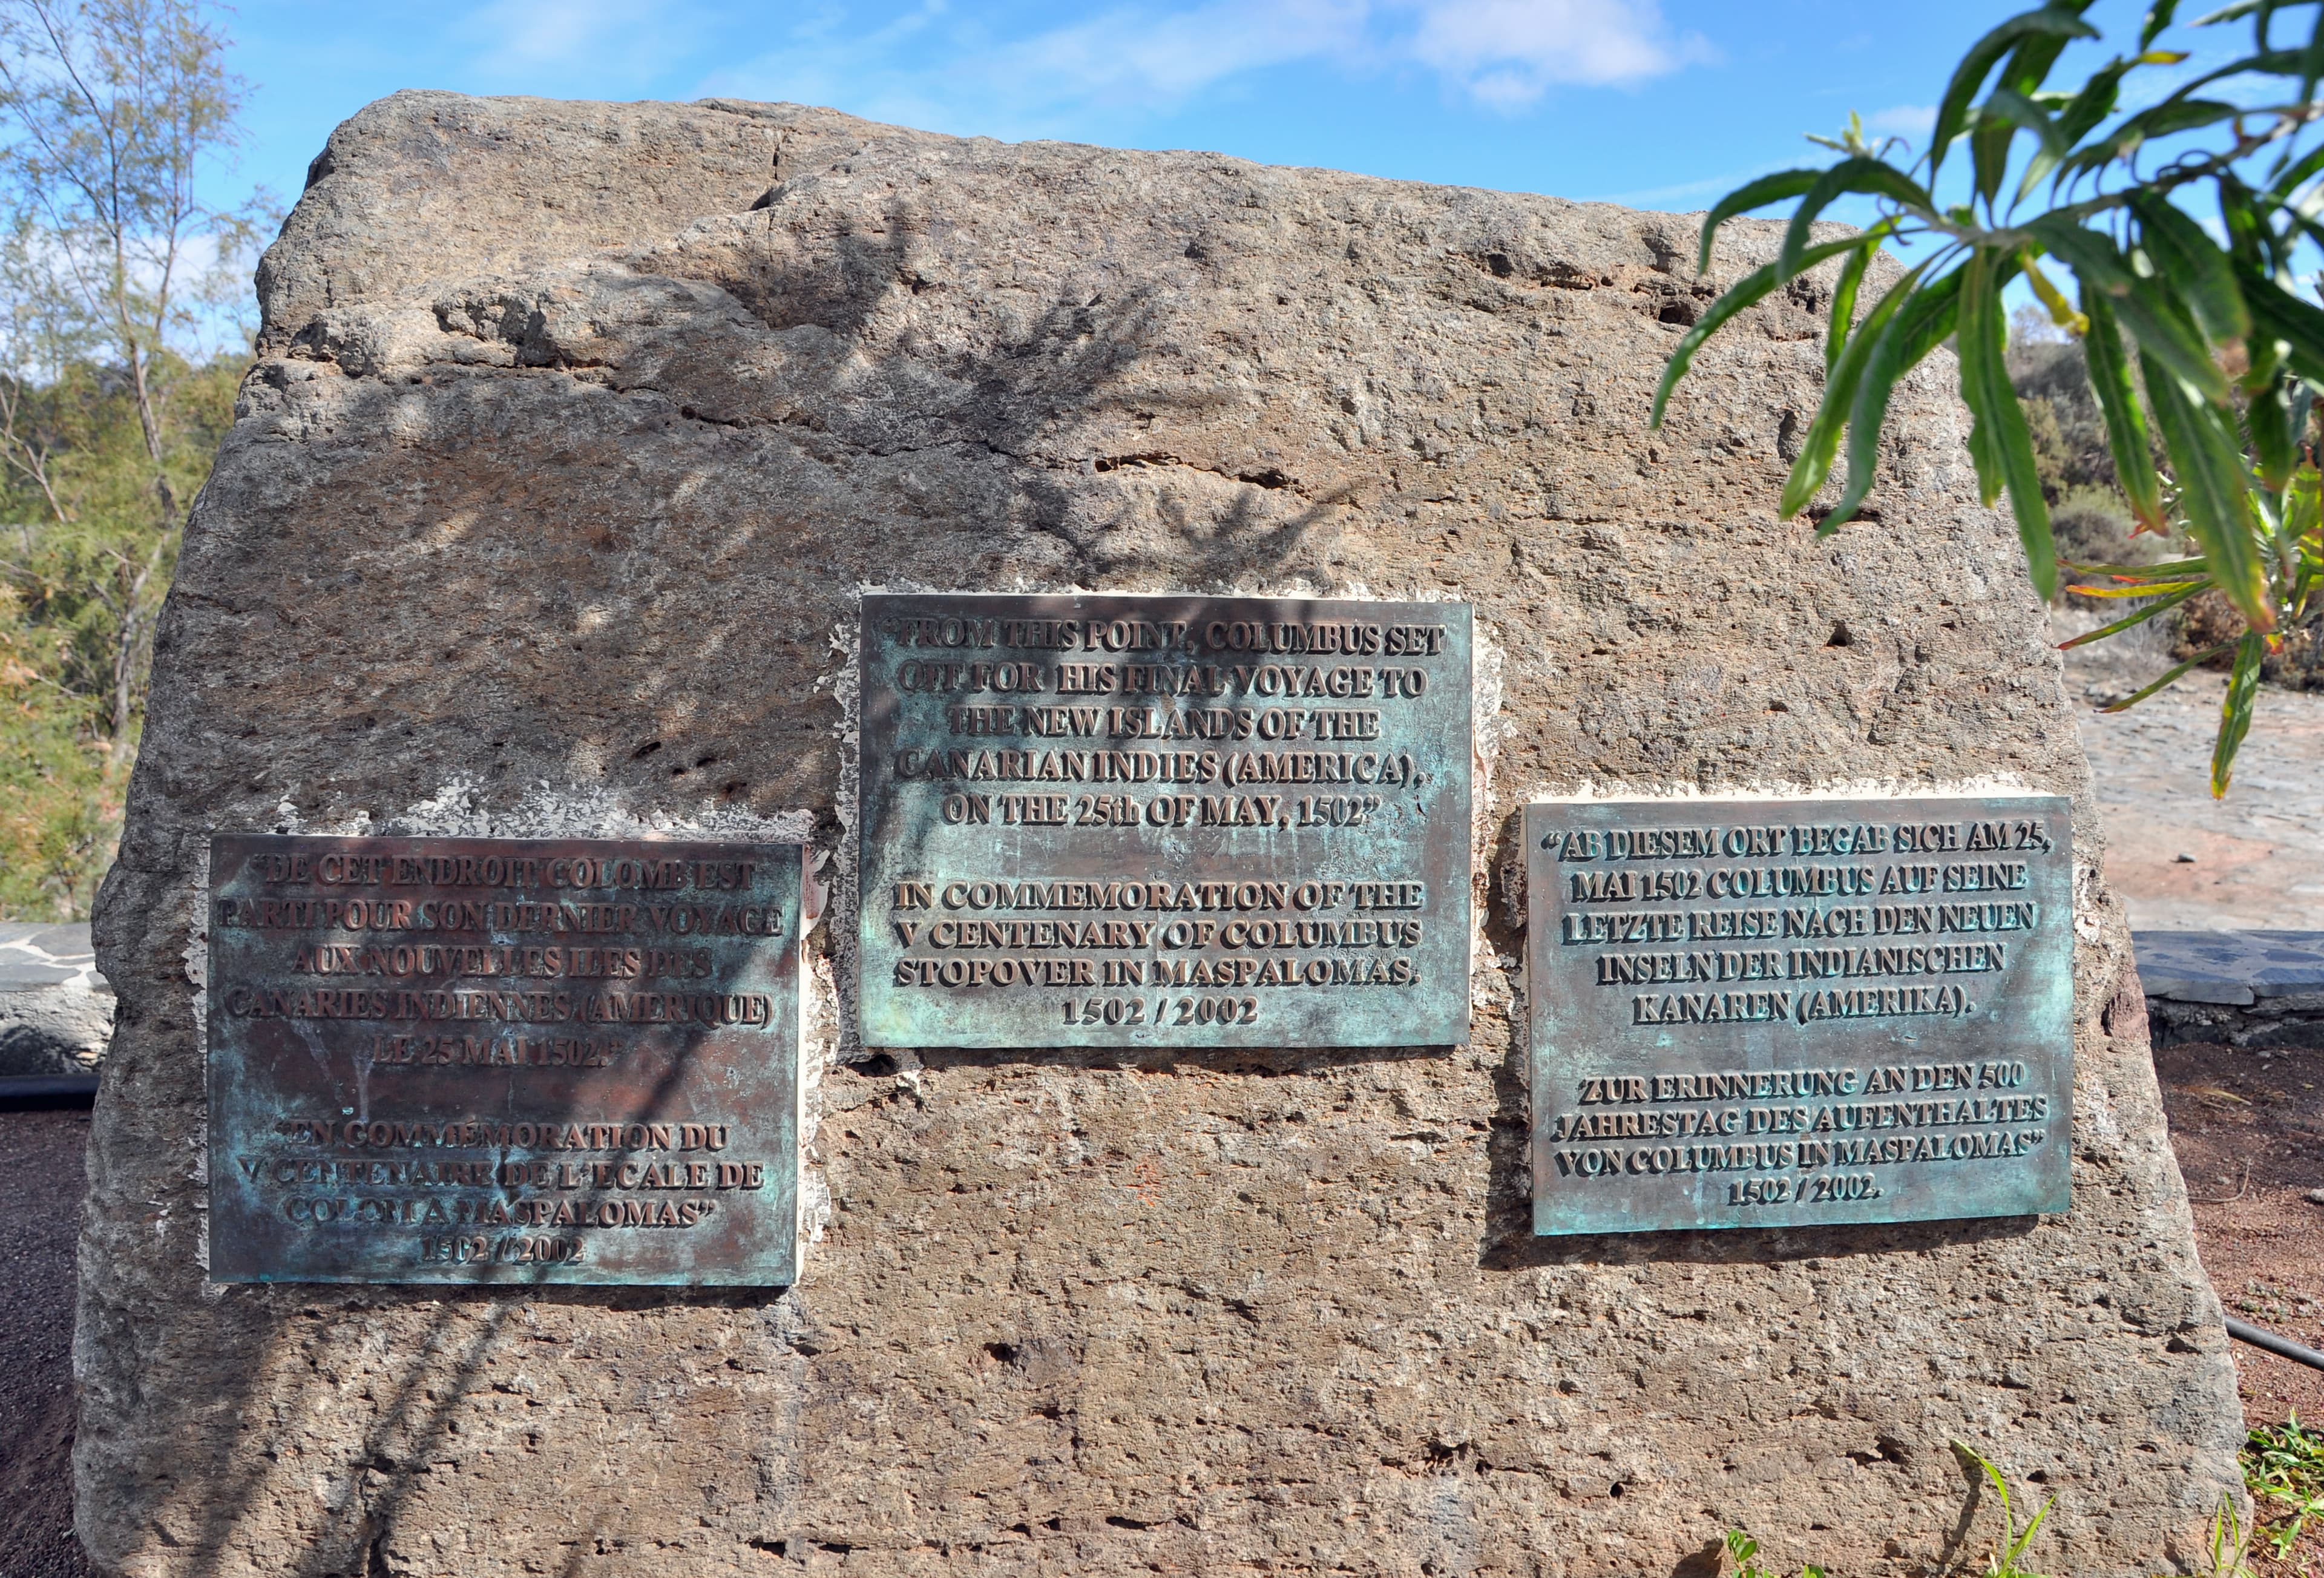 "DE CET ENDROIT COLOMB EST
PARTI POUR SON DERNIER VOYAGE
AUX NOUVELLES ILES DES
CANARIES INDIENNES (AMERIQUE)
LE 25 MAI 1502."
"EN COMMEMORATION DU
V CENTENAIRE DE L'ECALE DE
COLOM A MASPALOMAS"
1502 / 2002
"FROM THIS POINT, COLUMBUS SET
OFF FOR HIS FINAL VOYAGE TO
THE NEW ISLANDS OF THE
CANARIAN INDIES (AMERICA),
ON THE 25th OF MAY, 1502"
IN COMMEMORATION OF THE
V CENTENARY OF COLUMBUS
STOPOVER IN MASPALOMAS,
1502 / 2002
"AB DIESEM ORT BEGAB SICH AM 25,
MAI 1502 COLUMBUS AUF SEINE
LETZTE REISE NACH DEN NEUEN
INSELN DER INDIANISCHEN
KANAREN (AMERIKA).
ZUR ERINNERUNG AN DEN 500
JAHRESTAG DES AUFENTHALTES
VON COLUMBUS IN MASPALOMAS"
1502 / 2002.